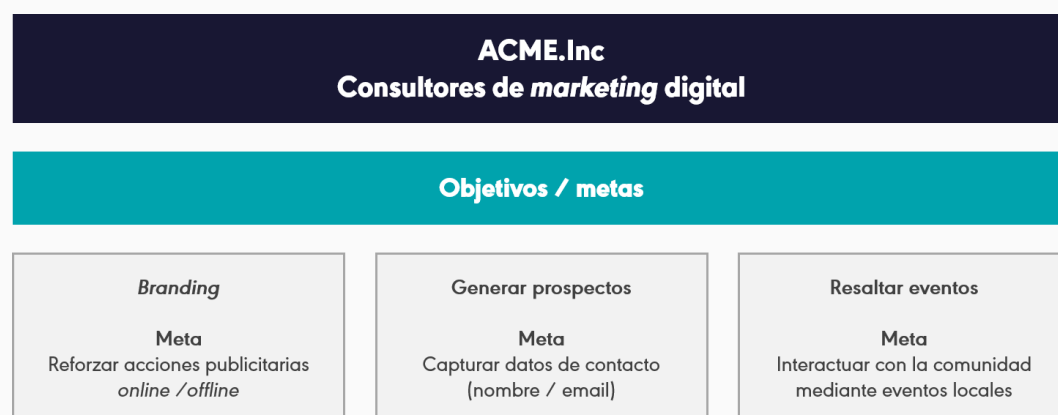 ACME.Inc
Consultores de marketing digital
Objetivos / metas
Branding
Meta
Reforzar acciones publicitarias
online /offline
Generar prospectos
Meta
Capturar datos de contacto
(nombre / email)
Resaltar eventos
Meta
Interactuar con la comunidad
mediante eventos locales